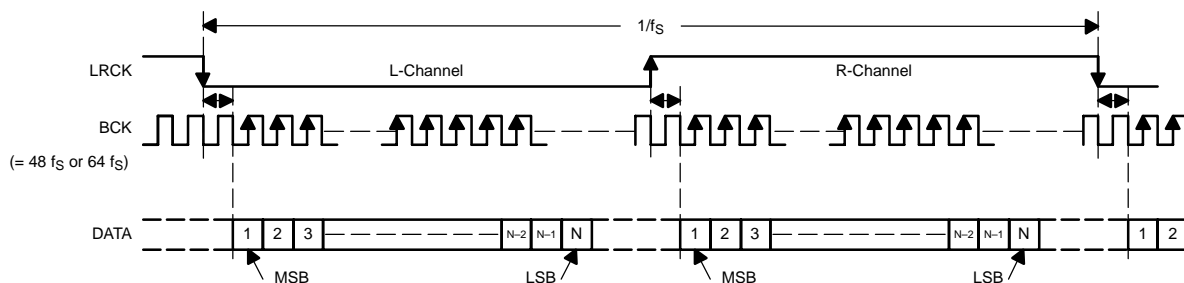 1/fS
LRCK
L-Channel
R-Channel
BCK
(= 48 fS or 64 fS)
DATA
1 2 3 N–2 N–1 N 1 2 3 N–2 N–1 N 1 2
MSB LSB MSB LSB